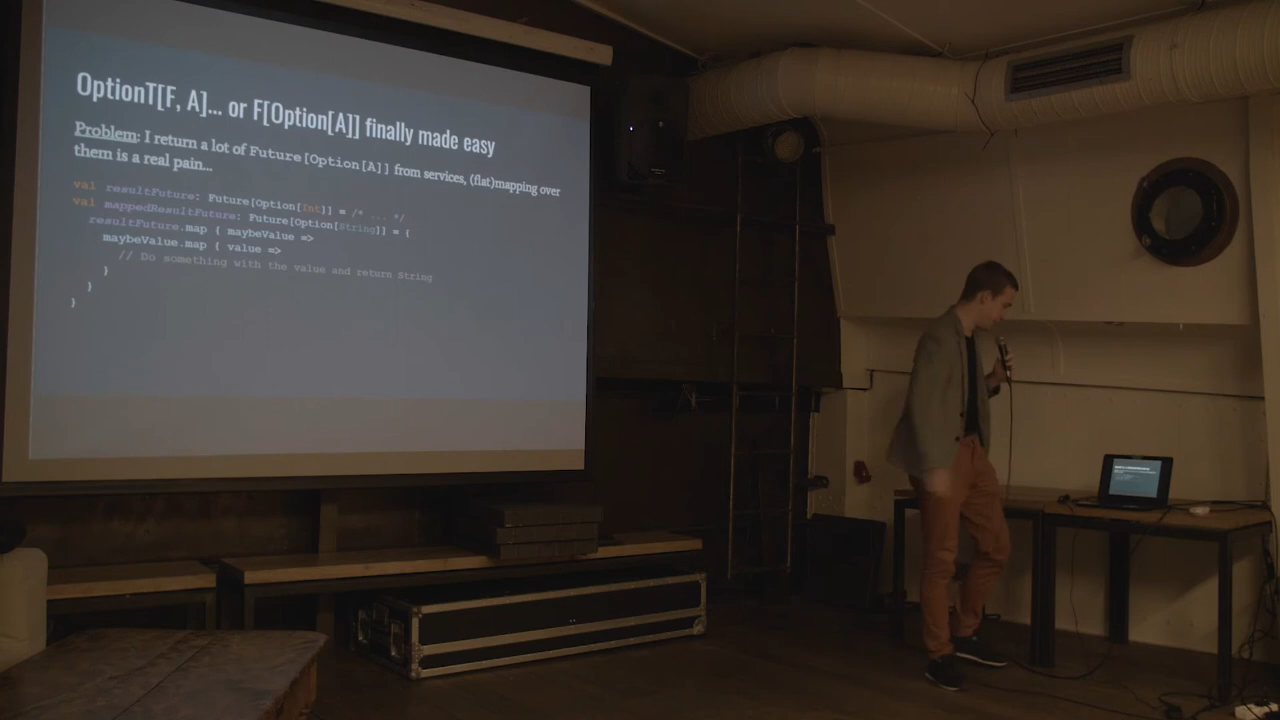 OptionT[F, A]... or F[Option[A]] finally made easy
Problem: I return a lot of Future[Option[A]] from services, (flat)mapping over
them is a real pain...
val resultFuture: Future[Option[Int]] = /* ... */
val mappedResultFuture: Future[Option[String]] = {
resultFuture.map { maybeValue =>
maybeValue.map { value =>
// Do something with the value and return String
}
}
}